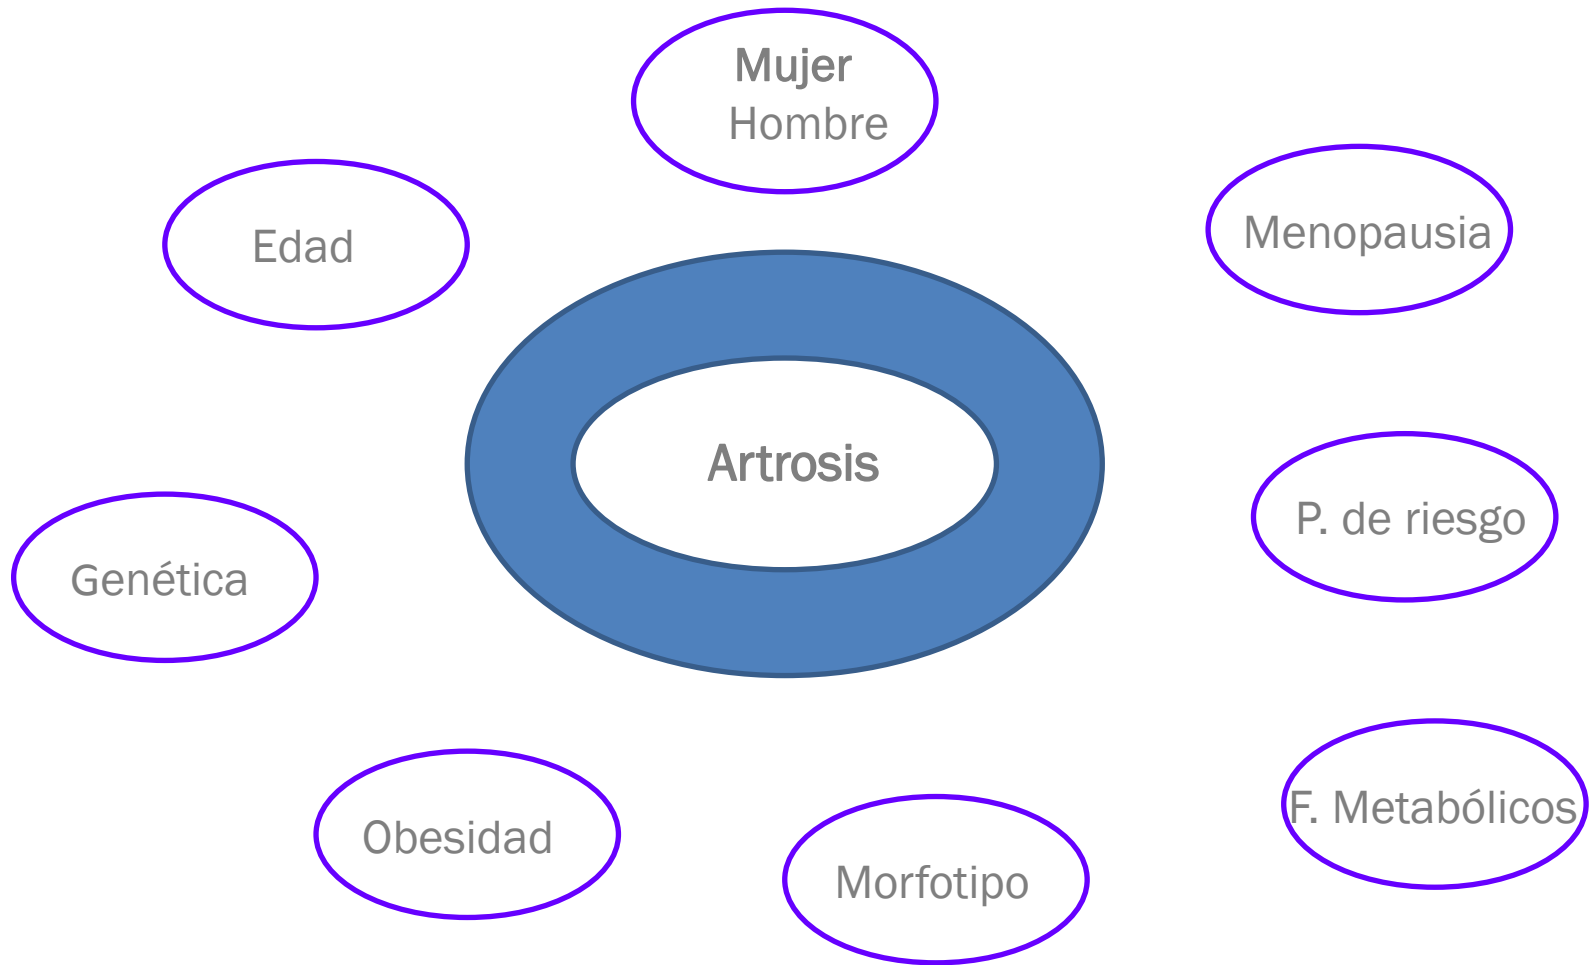 Mujer
Hombre
Menopausia
Edad
Artrosis
P. de riesgo
Genética
F. Metabólicos
Obesidad
Morfotipo